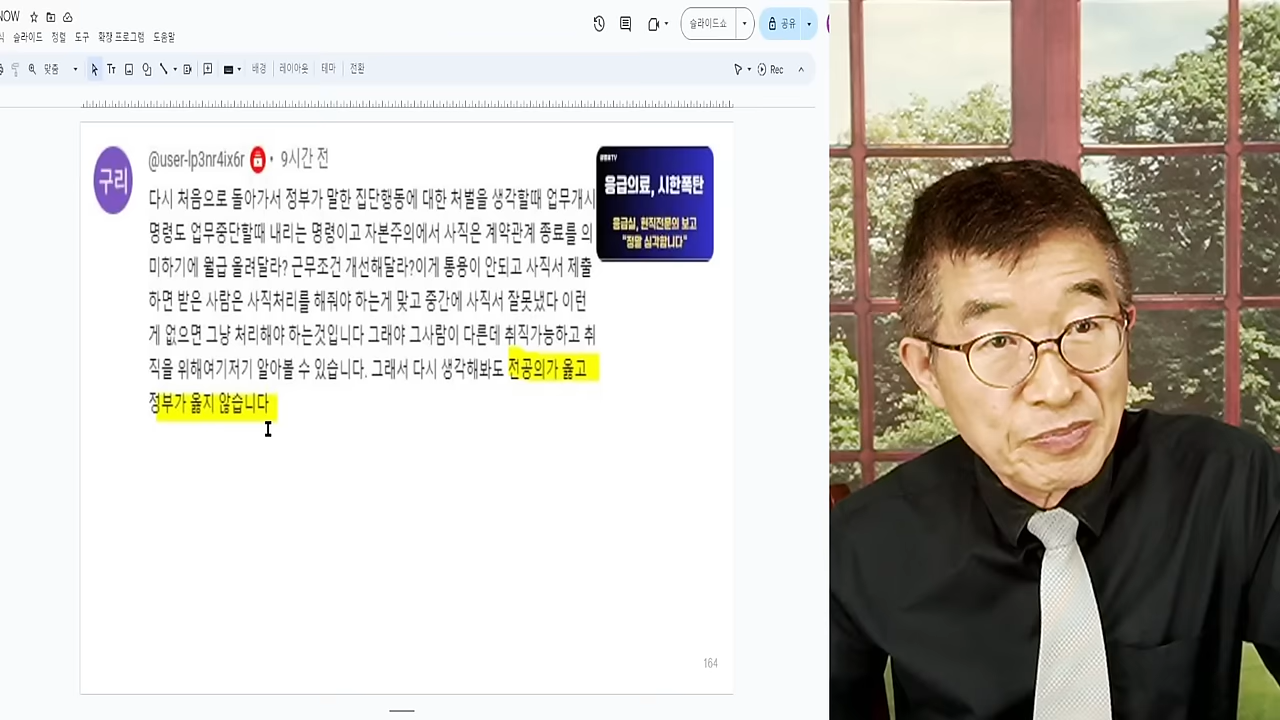 NOW
슬라이드 정렬 도구 확장 프로그램 도움말
슬라이드쇼
공유
맞춤
Tr
배경
레이아웃
테마
전환
Rec
구리
@user-lp3nr4ix6r · 9시간 전
다시 처음으로 돌아가서 정부가 말한 집단행동에 대한 처벌을 생각할때 업무개시
명령도 업무중단할때 내리는 명령이고 자본주의에서 사직은 계약관계 종료를 의
미하기에 월급 올려달라? 근무조건 개선해달라?이게 통용이 안되고 사직서 제출
하면 받은 사람은 사직처리를 해줘야 하는게 맞고 중간에 사직서 잘못냈다 이런
게 없으면 그냥 처리해야 하는것입니다 그래야 그사람이 다른데 취직가능하고 취
직을 위해여기저기 알아볼 수 있습니다. 그래서 다시 생각해봐도 전공의가 옳고
정부가 옳지 않습니다
응급의료, 시한폭탄
응급실, 현직전문의 보고
"정말 심각합니다"
164